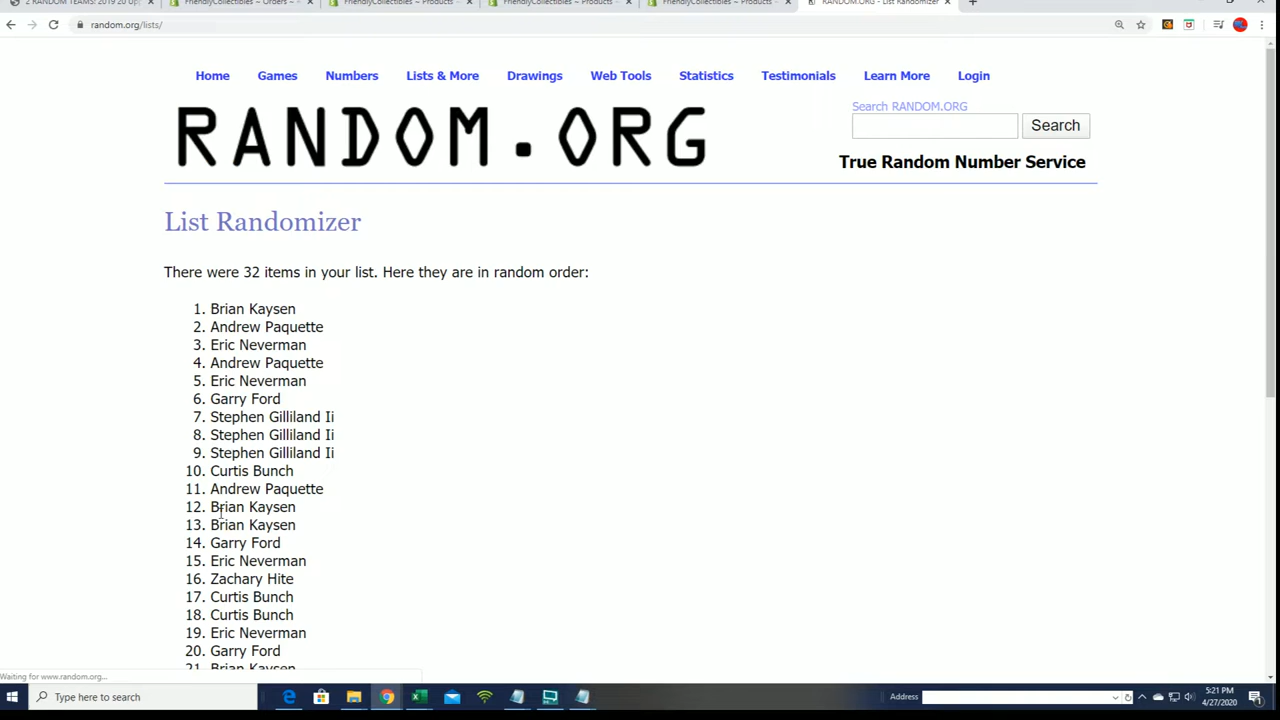 2 RANDOM TEAMS: 2019 20 Up
FriendlyCollectibles ~ Orders ~
FriendlyCollectibles ~ Products
FriendlyCollectibles ~ Products
FriendlyCollectibles ~ Products
RANDOM.ORG - List Randomizer
random.org/lists/
Home Games Numbers Lists & More Drawings Web Tools Statistics Testimonials Learn More Login
RANDOM.ORG
Search RANDOM.ORG
Search
True Random Number Service
List Randomizer
There were 32 items in your list. Here they are in random order:
1. Brian Kaysen
2. Andrew Paquette
3. Eric Neverman
4. Andrew Paquette
5. Eric Neverman
6. Garry Ford
7. Stephen Gilliland Ii
8. Stephen Gilliland Ii
9. Stephen Gilliland Ii
10. Curtis Bunch
11. Andrew Paquette
12. Brian Kaysen
13. Brian Kaysen
14. Garry Ford
15. Eric Neverman
16. Zachary Hite
17. Curtis Bunch
18. Curtis Bunch
19. Eric Neverman
20. Garry Ford
21. Brian Kaysen
Waiting for www.random.org...
Type here to search
Address
5:21 PM
4/27/2020